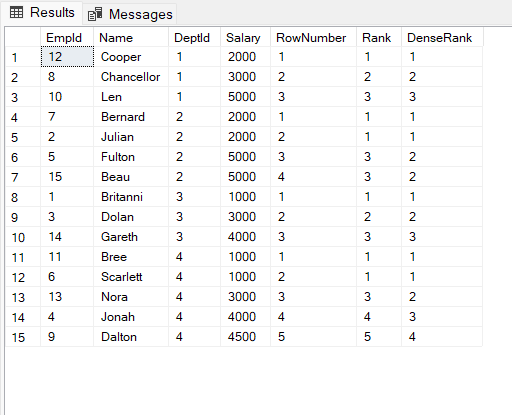 Results Messages
EmpId Name DeptId Salary RowNumber Rank DenseRank
1 12 Cooper 1 2000 1 1 1
2 8 Chancellor 1 3000 2 2 2
3 10 Len 1 5000 3 3 3
4 7 Bernard 2 2000 1 1 1
5 2 Julian 2 2000 2 1 1
6 5 Fulton 2 5000 3 3 2
7 15 Beau 2 5000 4 3 2
8 1 Britanni 3 1000 1 1 1
9 3 Dolan 3 3000 2 2 2
10 14 Gareth 3 4000 3 3 3
11 11 Bree 4 1000 1 1 1
12 6 Scarlett 4 1000 2 1 1
13 13 Nora 4 3000 3 3 2
14 4 Jonah 4 4000 4 4 3
15 9 Dalton 4 4500 5 5 4